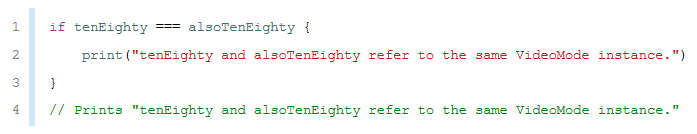 1 if tenEighty === alsoTenEighty {
2     print("tenEighty and alsoTenEighty refer to the same VideoMode instance.")
3 }
4 // Prints "tenEighty and alsoTenEighty refer to the same VideoMode instance."